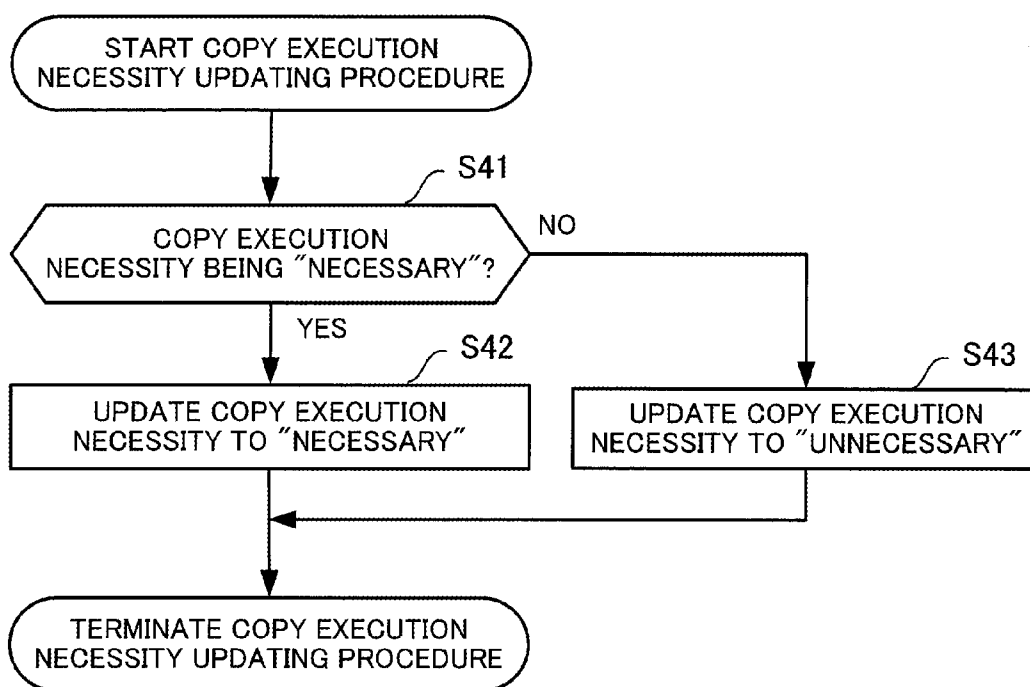 START COPY EXECUTION
NECESSITY UPDATING PROCEDURE
S41
COPY EXECUTION
NECESSITY BEING "NECESSARY"?
NO
YES
S42
UPDATE COPY EXECUTION
NECESSITY TO "NECESSARY"
S43
UPDATE COPY EXECUTION
NECESSITY TO "UNNECESSARY"
TERMINATE COPY EXECUTION
NECESSITY UPDATING PROCEDURE